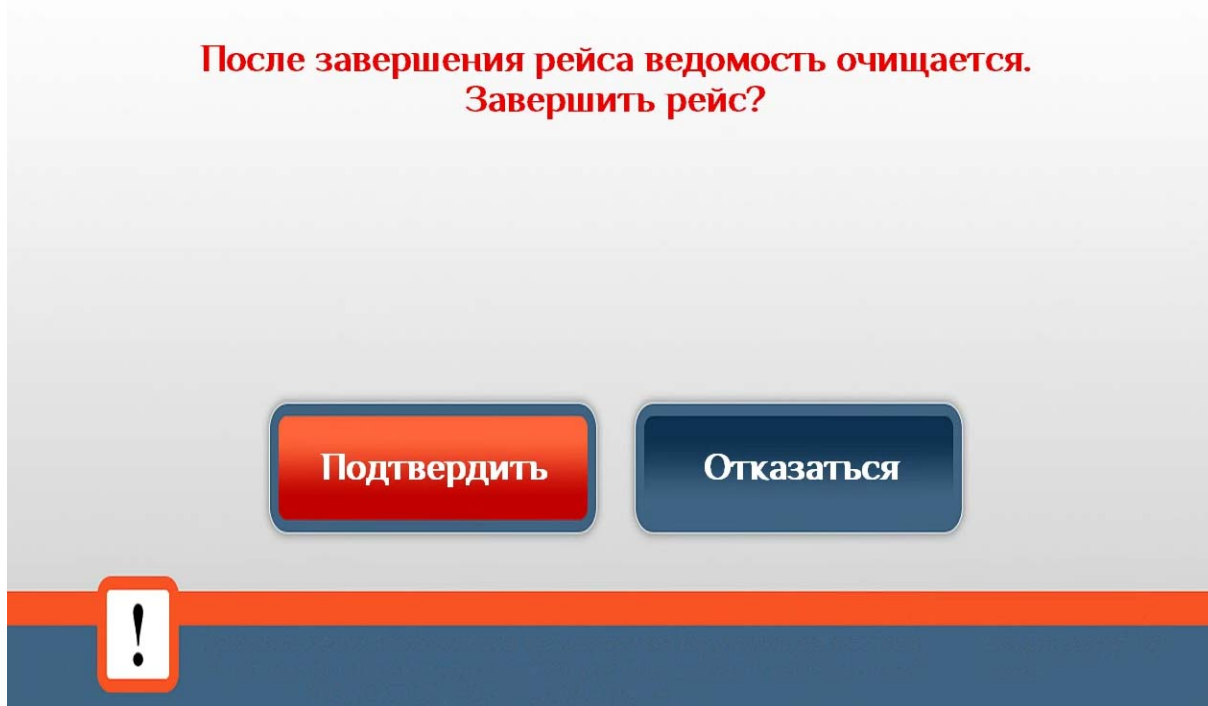 После завершения рейса ведомость очищается.
Завершить рейс?
Подтвердить
Отказаться
!